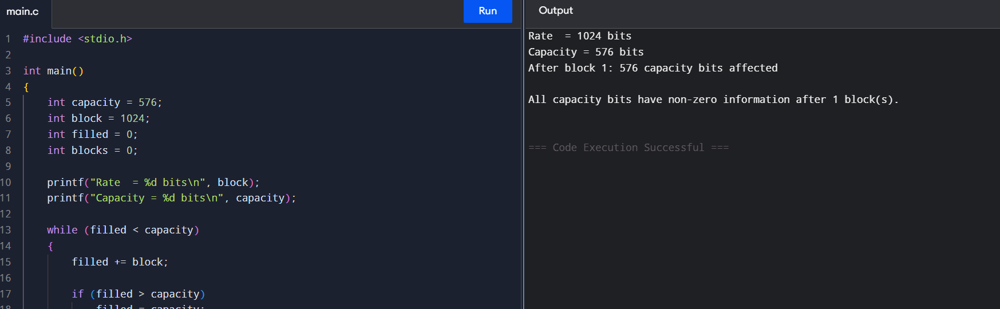 main.c
Run
1 #include <stdio.h>
2
3 int main()
4 {
5 int capacity = 576;
6 int block = 1024;
7 int filled = 0;
8 int blocks = 0;
9
10 printf("Rate  = %d bits\n", block);
11 printf("Capacity = %d bits\n", capacity);
12
13 while (filled < capacity)
14 {
15 filled += block;
16
17 if (filled > capacity)
18 filled = capacity;
Output
Rate  = 1024 bits
Capacity = 576 bits
After block 1: 576 capacity bits affected
All capacity bits have non-zero information after 1 block(s).
=== Code Execution Successful ===